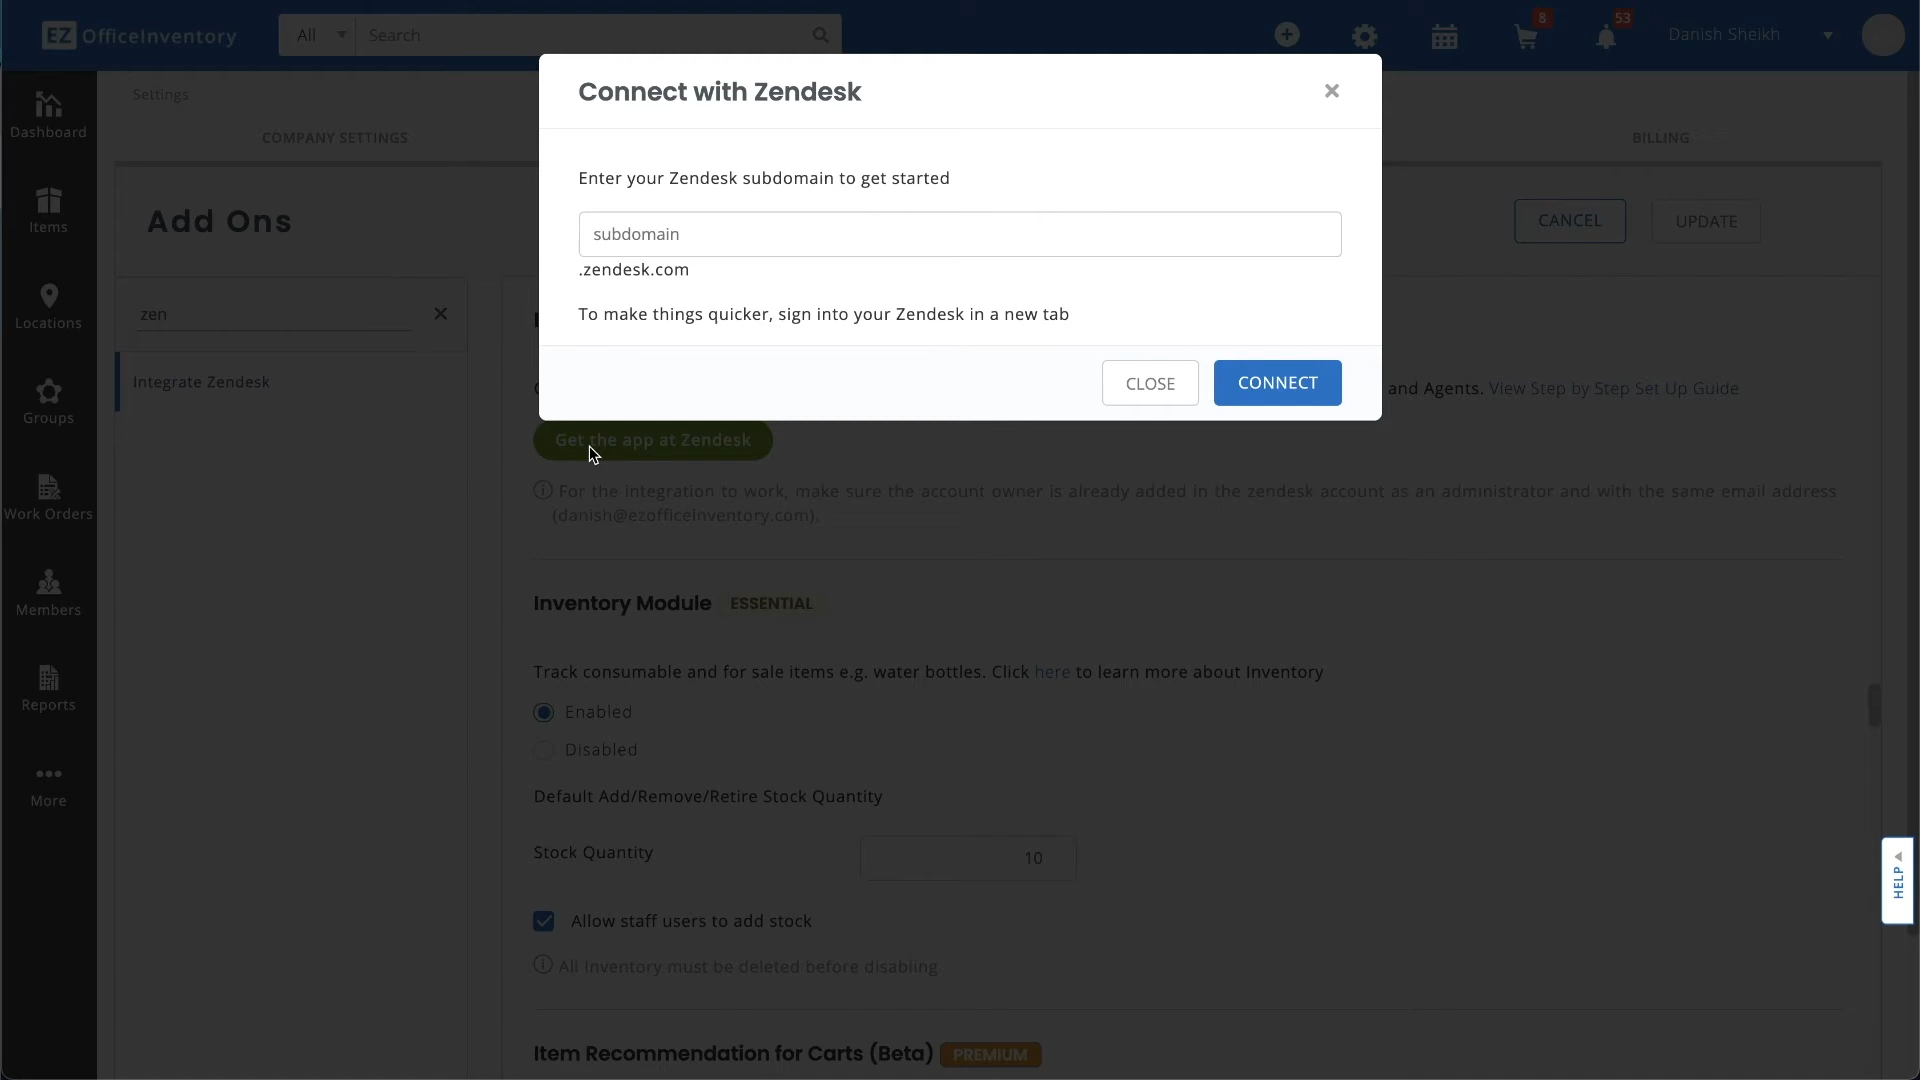 EZ OfficeInventory
All
Search
8
53
Danish Sheikh
Connect with Zendesk
Settings
COMPANY SETTINGS
BILLING
Dashboard
Items
Locations
Groups
Work Orders
Members
Reports
More
Add Ons
CANCEL
UPDATE
zen
Integrate Zendesk
Enter your Zendesk subdomain to get started
subdomain
.zendesk.com
To make things quicker, sign into your Zendesk in a new tab
CLOSE
CONNECT
and Agents. View Step by Step Set Up Guide
Get the app at Zendesk
For the integration to work, make sure the account owner is already added in the zendesk account as an administrator and with the same email address
(danish@ezofficeinventory.com).
Inventory Module ESSENTIAL
Track consumable and for sale items e.g. water bottles. Click here to learn more about Inventory
Enabled
Disabled
Default Add/Remove/Retire Stock Quantity
Stock Quantity
10
Allow staff users to add stock
All inventory must be deleted before disabling
Item Recommendation for Carts (Beta) PREMIUM
HELP